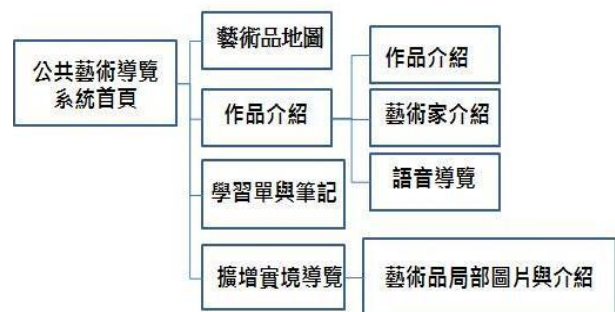 公共藝術導覽
系統首頁
藝術品地圖
作品介紹
作品介紹
藝術家介紹
語音導覽
學習單與筆記
擴增實境導覽
藝術品局部圖片與介紹